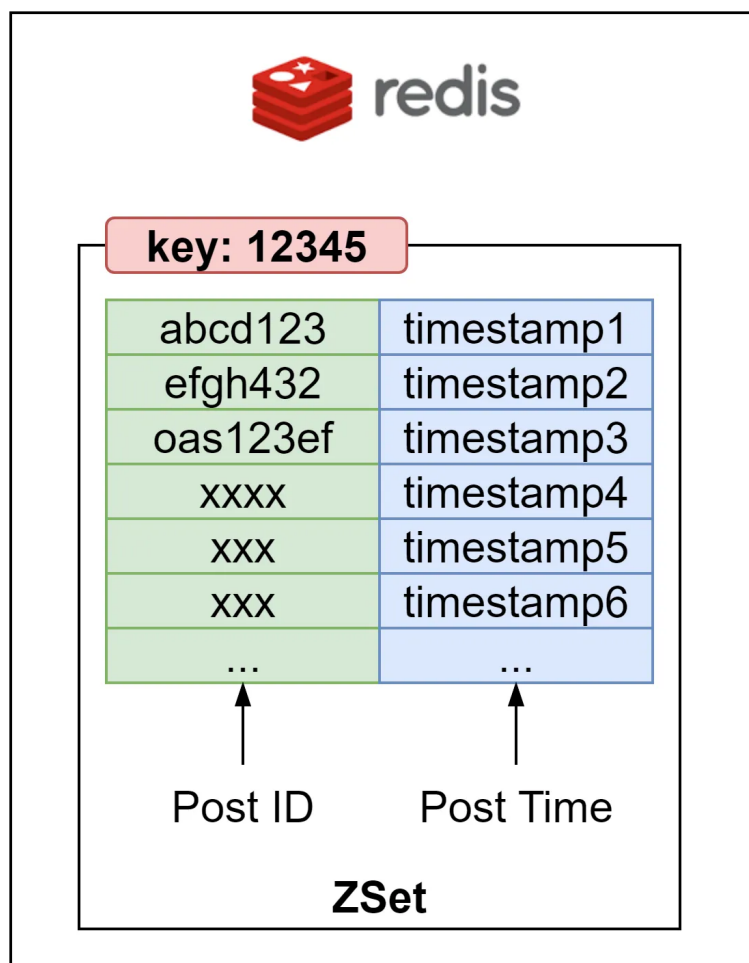 redis
key: 12345
abcd123 timestamp1
efgh432 timestamp2
oas123ef timestamp3
xxxx timestamp4
xxx timestamp5
xxx timestamp6
... ...
Post ID Post Time
ZSet